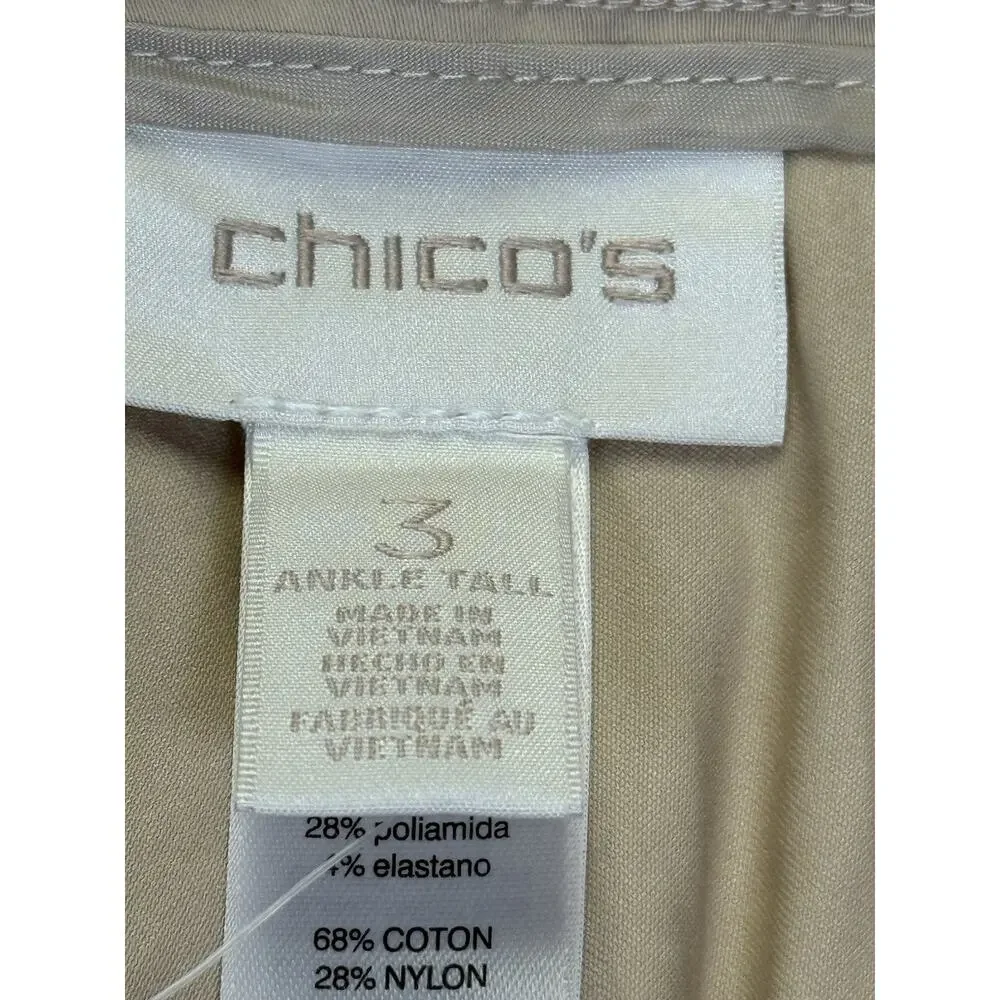 chico's
3
ANKLE TALL
MADE IN
VIETNAM
HECHO EN
VIETNAM
FABRIQUÉ AU
VIETNAM
28% poliamida
4% elastano
68% COTON
28% NYLON